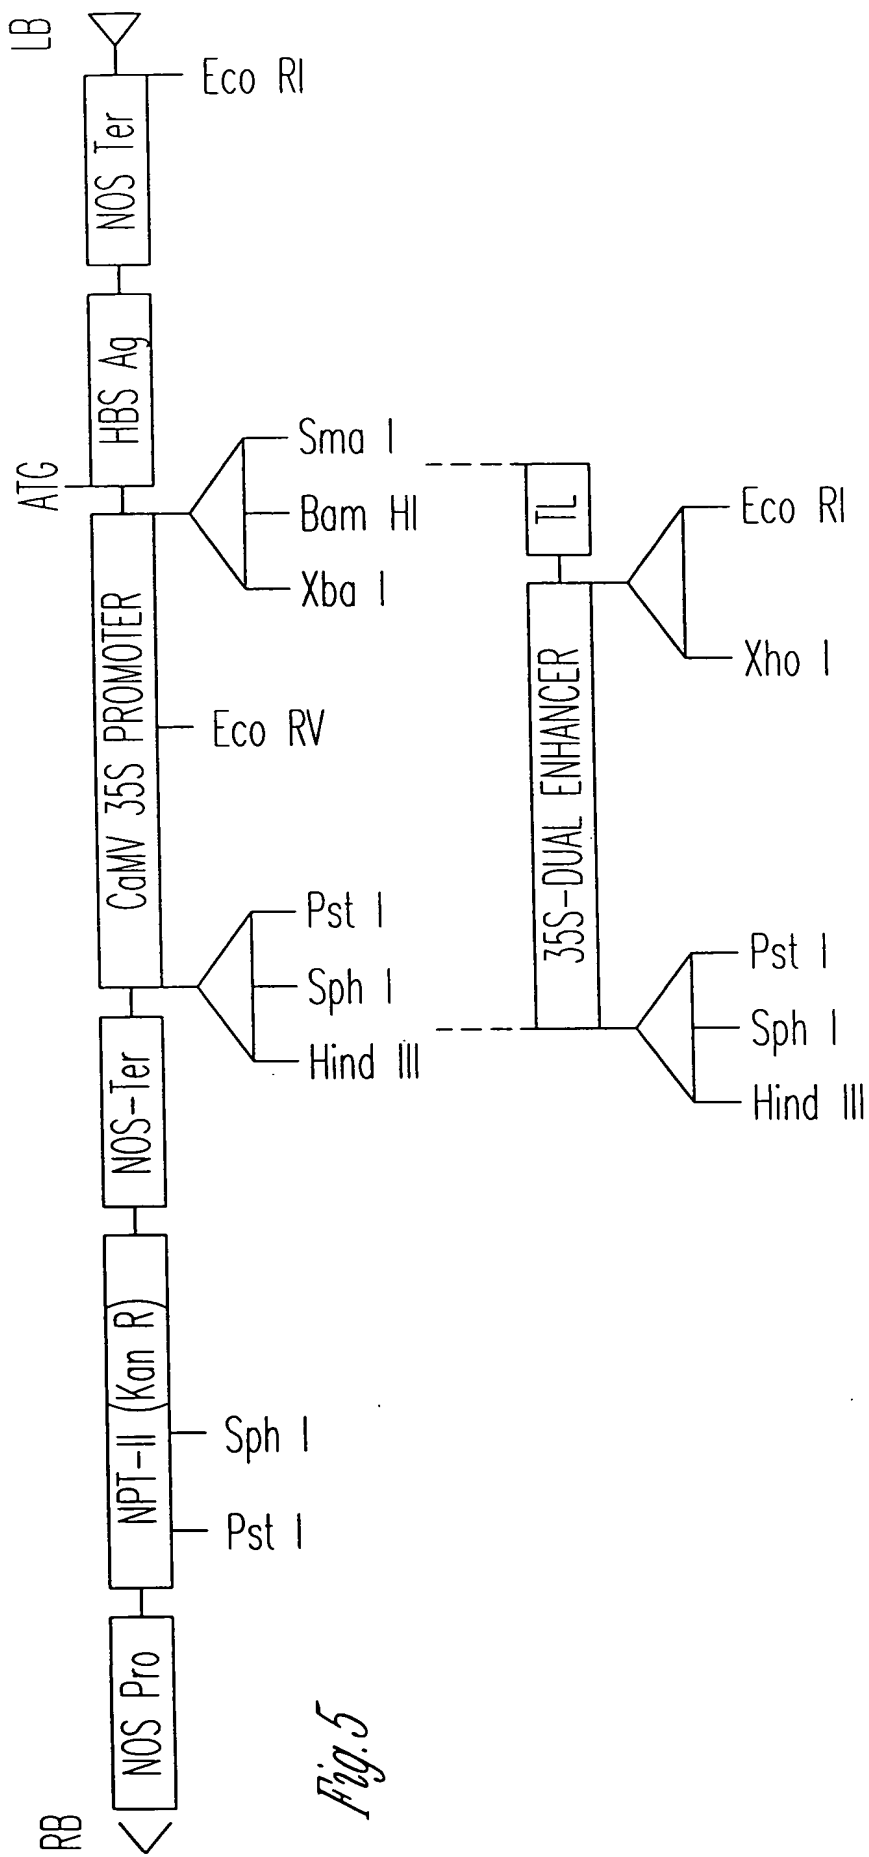 RB
NOS Pro
NPT-II (Kan R)
NOS-Ter
CaMV 35S PROMOTER
ATG
HBS Ag
NOS Ter
LB
Pst I
Sph I
Hind III
Sph I
Pst I
Eco RV
Xba I
Bam HI
Sma I
Eco RI
35S-DUAL ENHANCER
TL
Hind III
Sph I
Pst I
Xho I
Eco RI
Fig. 5